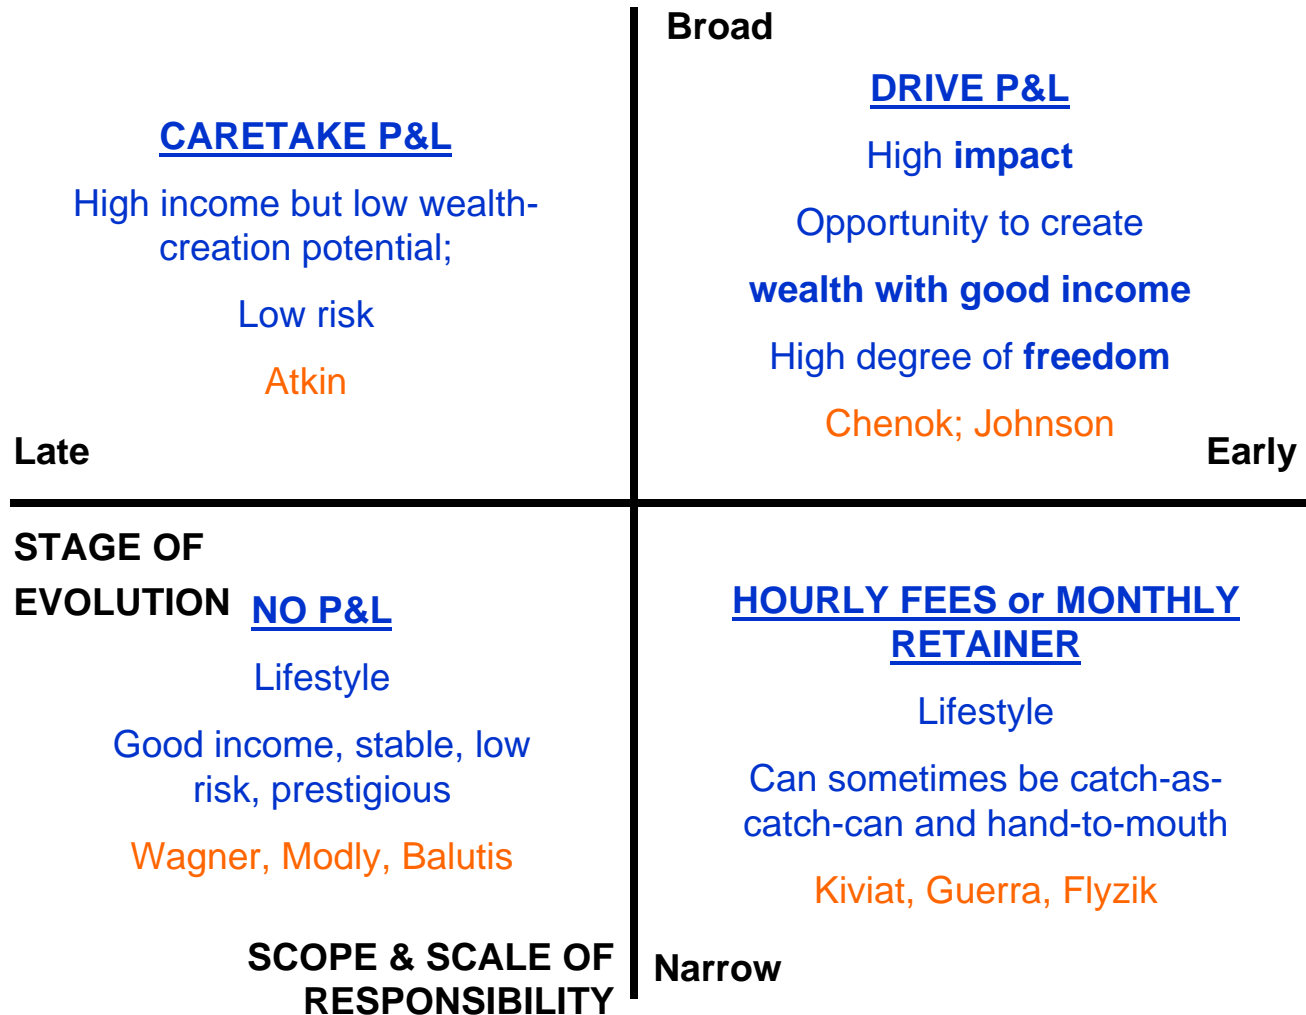 Broad
CARETAKE P&L
High income but low wealth-
creation potential;
Low risk
Atkin
DRIVE P&L
High impact
Opportunity to create
wealth with good income
High degree of freedom
Chenok; Johnson
Late
Early
STAGE OF
EVOLUTION
NO P&L
Lifestyle
Good income, stable, low
risk, prestigious
Wagner, Modly, Balutis
HOURLY FEES or MONTHLY
RETAINER
Lifestyle
Can sometimes be catch-as-
catch-can and hand-to-mouth
Kiviat, Guerra, Flyzik
SCOPE & SCALE OF
RESPONSIBILITY
Narrow